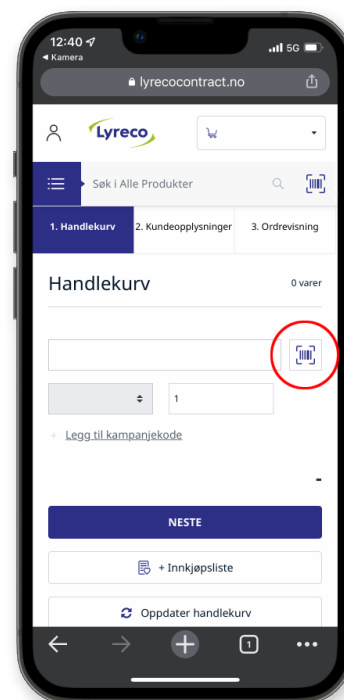 12:40
5G
◀ Kamera
lyrecocontract.no
Lyreco
Søk i Alle Produkter
1. Handlekurv
2. Kundeopplysninger
3. Ordrevisning
Handlekurv
0 varer
1
+ Legg til kampanjekode
-
NESTE
+ Innkjøpsliste
Oppdater handlekurv
1